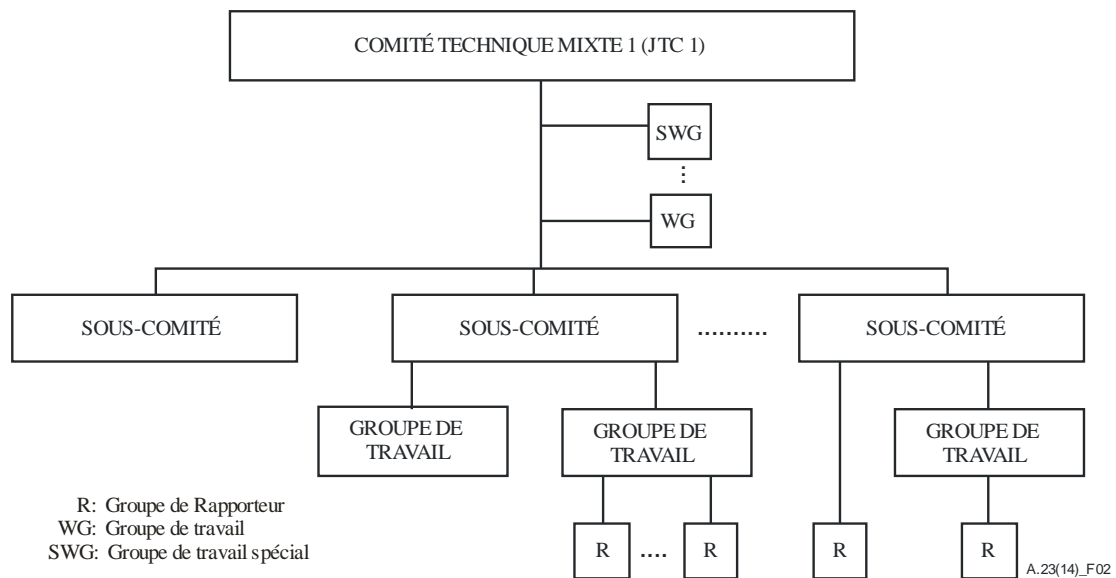 COMITÉ TECHNIQUE MIXTE 1 (JTC 1)
SWG
WG
SOUS-COMITÉ
SOUS-COMITÉ
..........
SOUS-COMITÉ
GROUPE DE
TRAVAIL
GROUPE DE
TRAVAIL
GROUPE DE
TRAVAIL
R: Groupe de Rapporteur
WG: Groupe de travail
SWG: Groupe de travail spécial
R
....
R
R
R
A.23(14)_F02